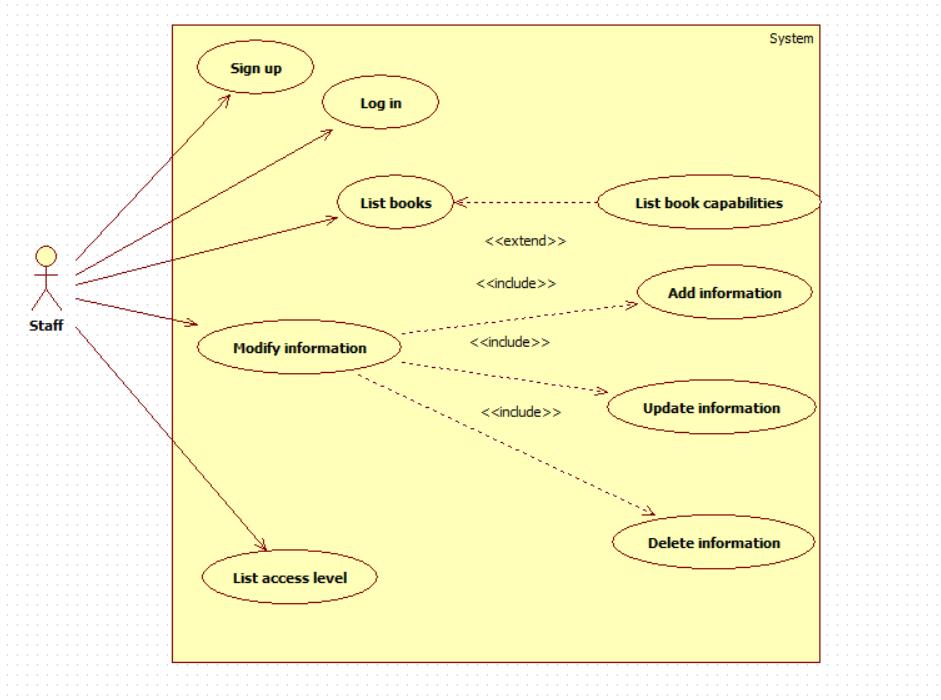 System
Sign up
Log in
List books
List book capabilities
<<extend>>
<<include>>
Add information
Staff
<<include>>
Modify information
Update information
<<include>>
Delete information
List access level